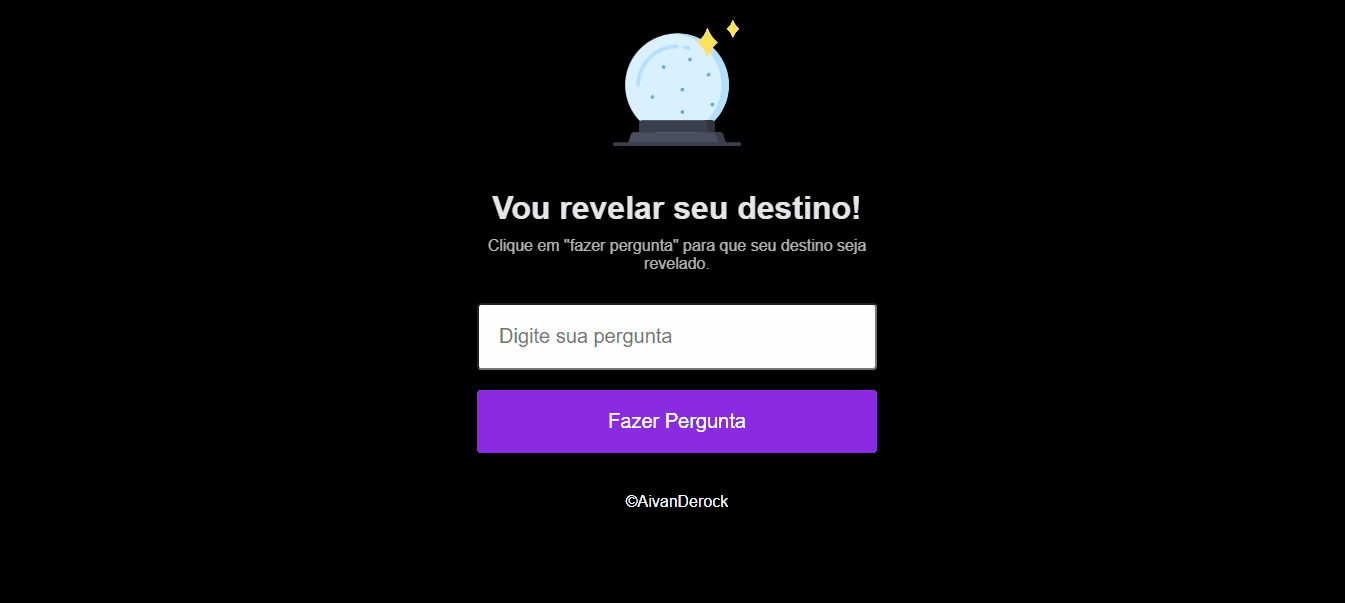 Vou revelar seu destino!
Clique em "fazer pergunta" para que seu destino seja
revelado.
Digite sua pergunta
Fazer Pergunta
©AivanDerock